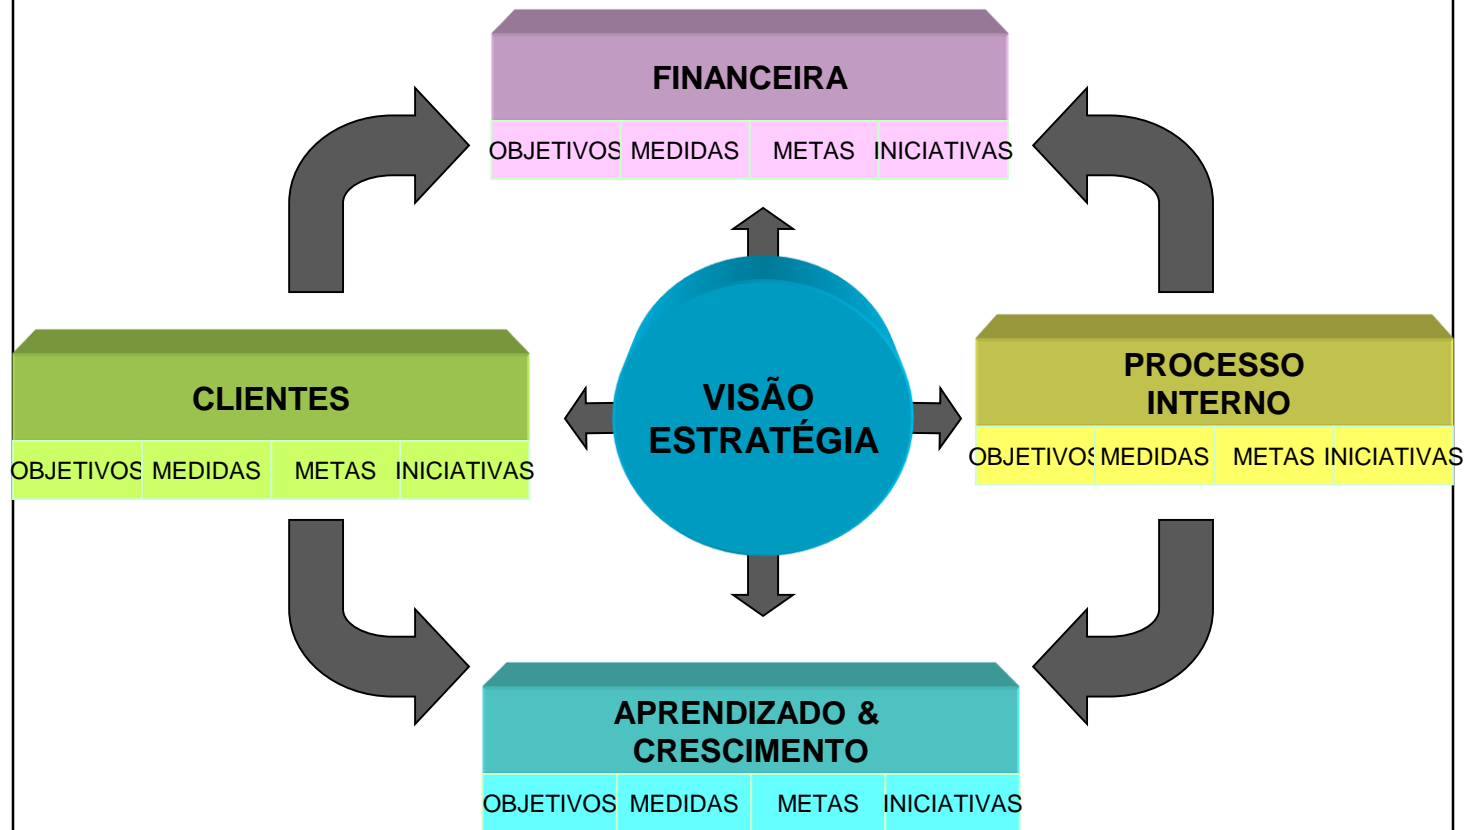 FINANCEIRA
OBJETIVOS MEDIDAS METAS INICIATIVAS
CLIENTES
OBJETIVOS MEDIDAS METAS INICIATIVAS
VISÃO
ESTRATÉGIA
PROCESSO
INTERNO
OBJETIVOS MEDIDAS METAS INICIATIVAS
APRENDIZADO &
CRESCIMENTO
OBJETIVOS MEDIDAS METAS INICIATIVAS